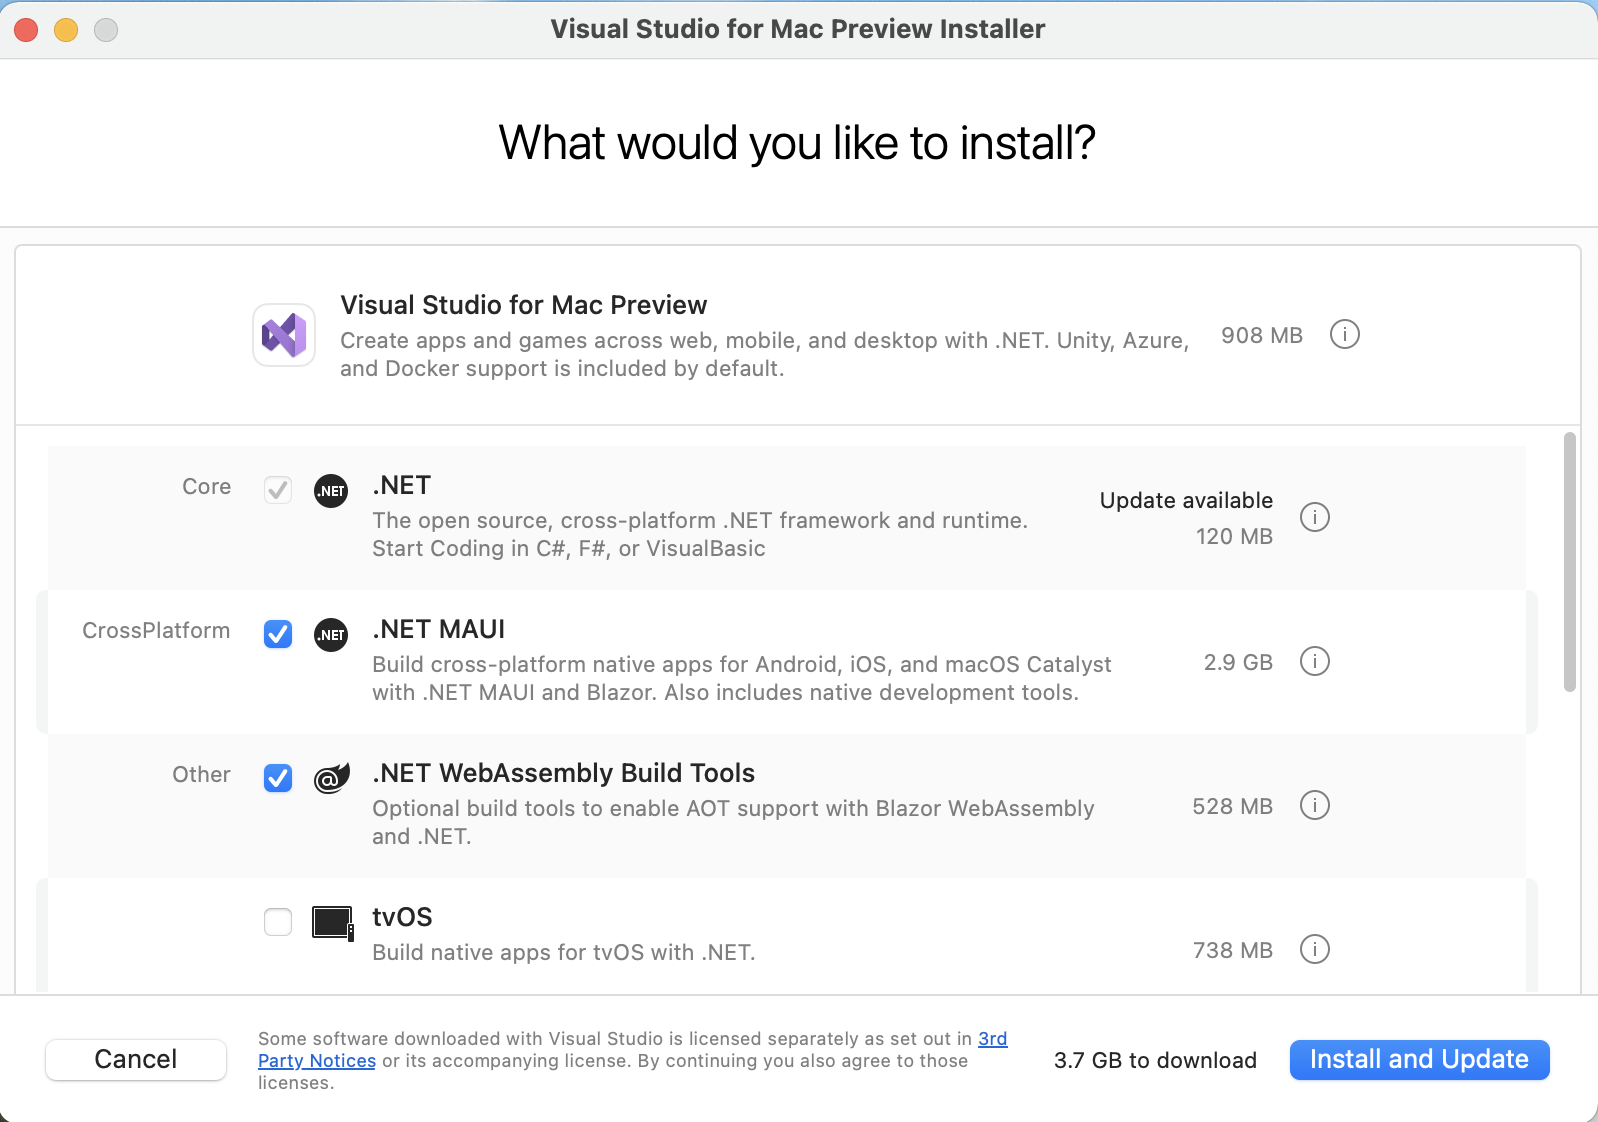 Visual Studio for Mac Preview Installer
What would you like to install?
Visual Studio for Mac Preview
Create apps and games across web, mobile, and desktop with .NET. Unity, Azure,
and Docker support is included by default.
908 MB
Core
.NET
.NET
The open source, cross-platform .NET framework and runtime.
Start Coding in C#, F#, or VisualBasic
Update available
120 MB
CrossPlatform
.NET
.NET MAUI
Build cross-platform native apps for Android, iOS, and macOS Catalyst
with .NET MAUI and Blazor. Also includes native development tools.
2.9 GB
Other
.NET WebAssembly Build Tools
Optional build tools to enable AOT support with Blazor WebAssembly
and .NET.
528 MB
tvOS
Build native apps for tvOS with .NET.
738 MB
Cancel
Some software downloaded with Visual Studio is licensed separately as set out in 3rd
Party Notices or its accompanying license. By continuing you also agree to those
licenses.
3.7 GB to download
Install and Update